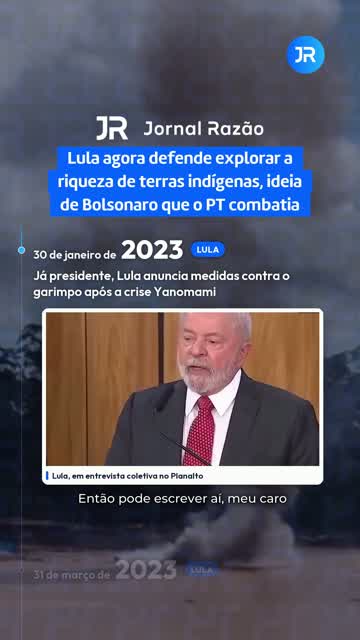 JR
JR Jornal Razão
Lula agora defende explorar a
riqueza de terras indígenas, ideia
de Bolsonaro que o PT combatia
30 de janeiro de 2023 LULA
Já presidente, Lula anuncia medidas contra o
garimpo após a crise Yanomami
Lula, em entrevista coletiva no Planalto
Então pode escrever aí, meu caro
31 de março de 2023 LULA